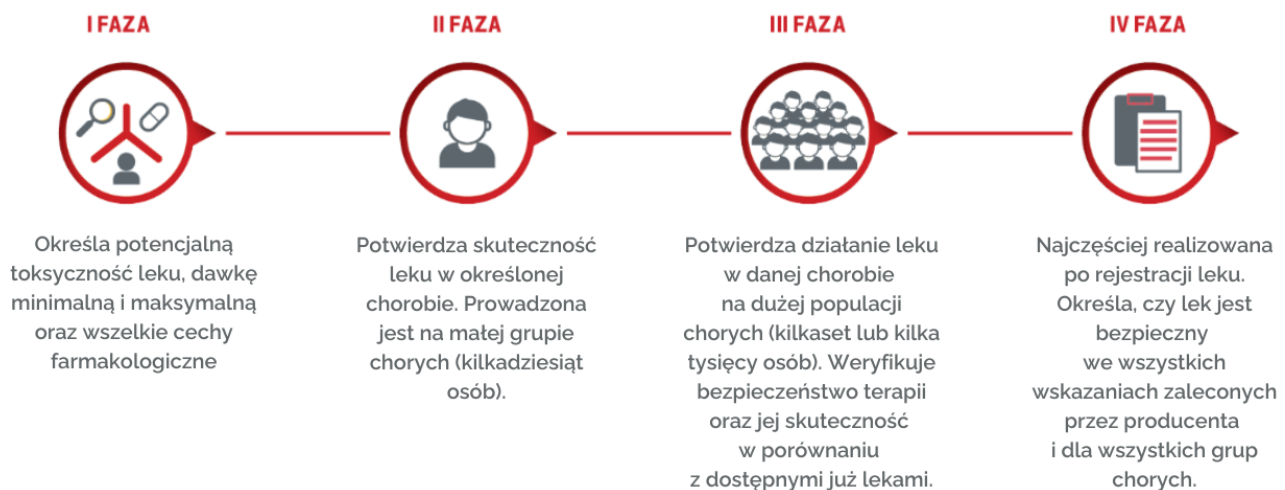 I FAZA
Określa potencjalną
toksyczność leku, dawkę
minimalną i maksymalną
oraz wszelkie cechy
farmakologiczne
II FAZA
Potwierdza skuteczność
leku w określonej
chorobie. Prowadzona
jest na małej grupie
chorych (kilkadziesiąt
osób).
III FAZA
Potwierdza działanie leku
w danej chorobie
na dużej populacji
chorych (kilkaset lub kilka
tysięcy osób). Weryfikuje
bezpieczeństwo terapii
oraz jej skuteczność
w porównaniu
z dostępnymi już lekami.
IV FAZA
Najczęściej realizowana
po rejestracji leku.
Określa, czy lek jest
bezpieczny
we wszystkich
wskazaniach zaleconych
przez producenta
i dla wszystkich grup
chorych.